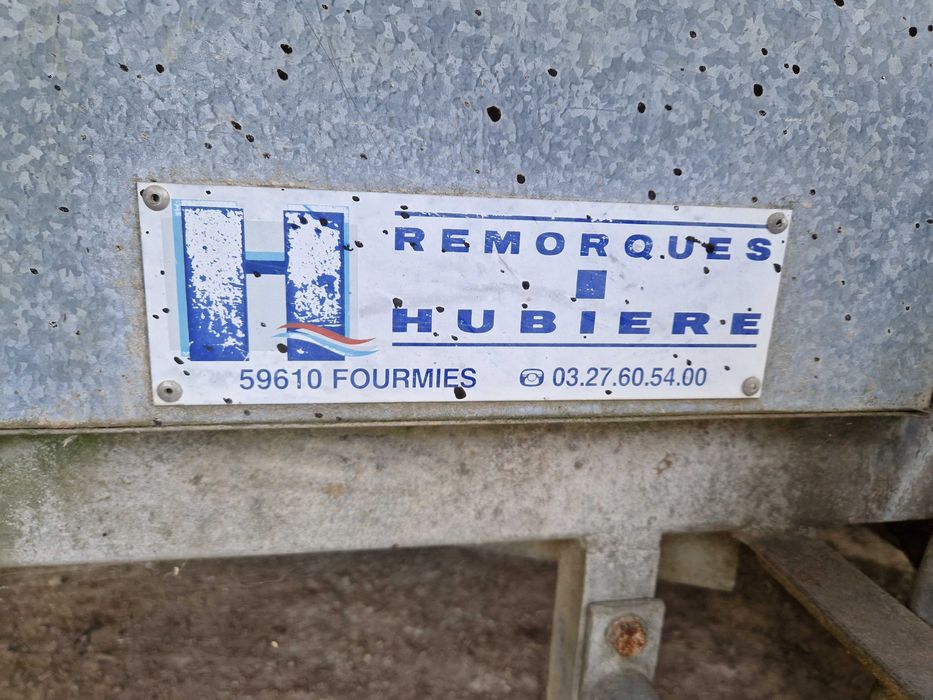 H
REMORQUES
HUBIERE
59610 FOURMIES ☎ 03.27.60.54.00